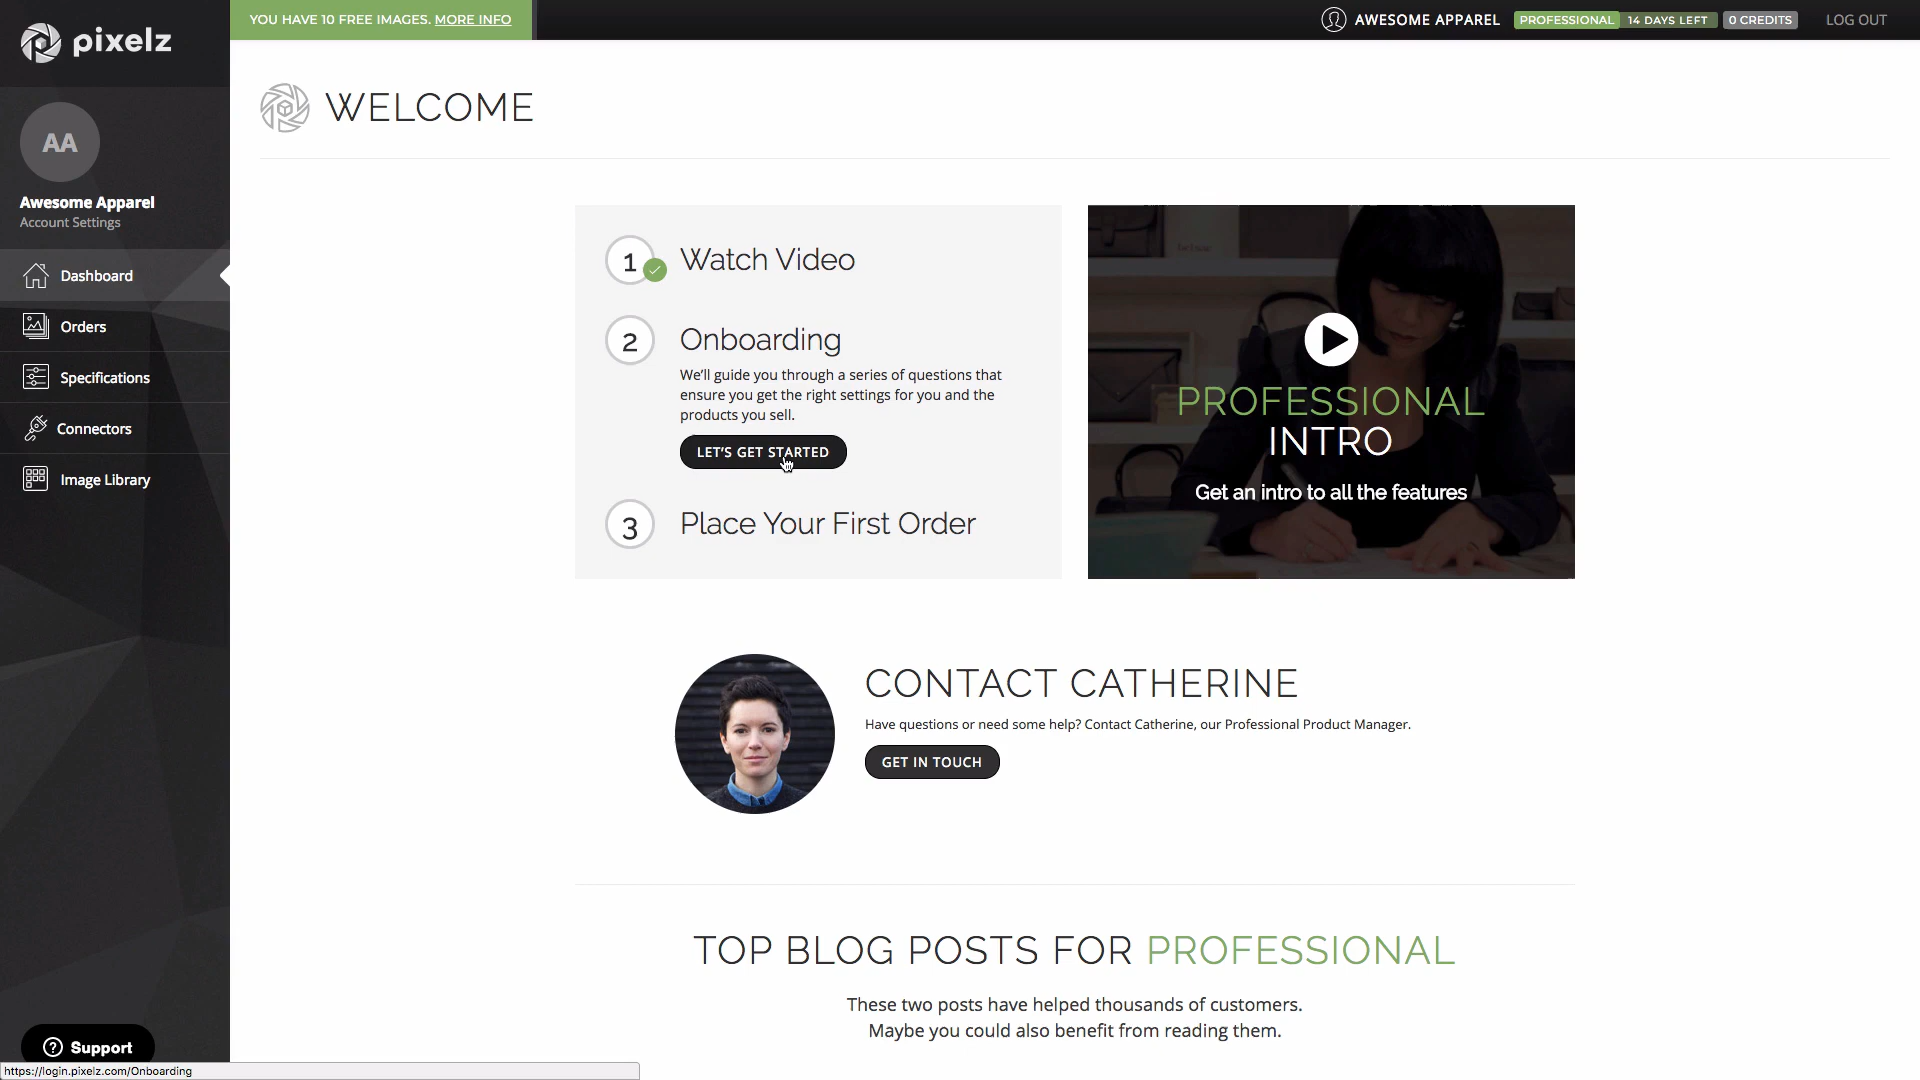 pixelz
YOU HAVE 10 FREE IMAGES. MORE INFO
AWESOME APPAREL
PROFESSIONAL 14 DAYS LEFT
0 CREDITS
LOG OUT
AA
Awesome Apparel
Account Settings
Dashboard
Orders
Specifications
Connectors
Image Library
Support
https://login.pixelz.com/Onboarding
WELCOME
1 Watch Video
2 Onboarding
We'll guide you through a series of questions that
ensure you get the right settings for you and the
products you sell.
LET'S GET STARTED
3 Place Your First Order
PROFESSIONAL
INTRO
Get an intro to all the features
CONTACT CATHERINE
Have questions or need some help? Contact Catherine, our Professional Product Manager.
GET IN TOUCH
TOP BLOG POSTS FOR PROFESSIONAL
These two posts have helped thousands of customers.
Maybe you could also benefit from reading them.